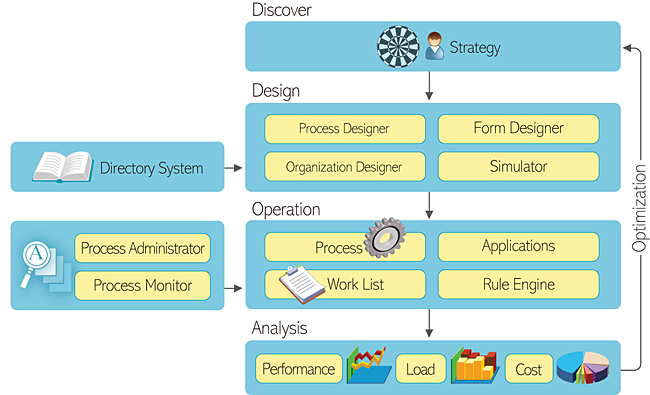 Discover
Strategy
Design
Process Designer
Form Designer
Organization Designer
Simulator
Directory System
Operation
Process
Applications
Work List
Rule Engine
A
Process Administrator
Process Monitor
Analysis
Performance
Load
Cost
Optimization